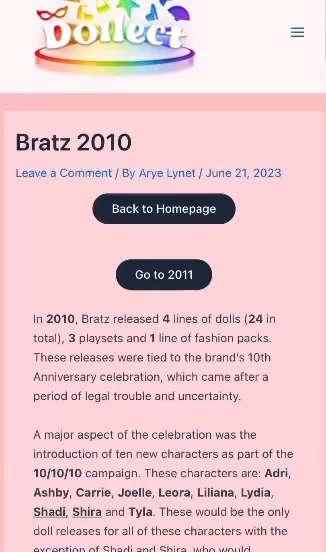 Dollect
Bratz 2010
Leave a Comment / By Arye Lynet / June 21, 2023
Back to Homepage
Go to 2011
In 2010, Bratz released 4 lines of dolls (24 in
total), 3 playsets and 1 line of fashion packs.
These releases were tied to the brand's 10th
Anniversary celebration, which came after a
period of legal trouble and uncertainty.
A major aspect of the celebration was the
introduction of ten new characters as part of the
10/10/10 campaign. These characters are: Adri,
Ashby, Carrie, Joelle, Leora, Liliana, Lydia,
Shadi, Shira and Tyla. These would be the only
doll releases for all of these characters with the
exception of Shadi and Shira, who would